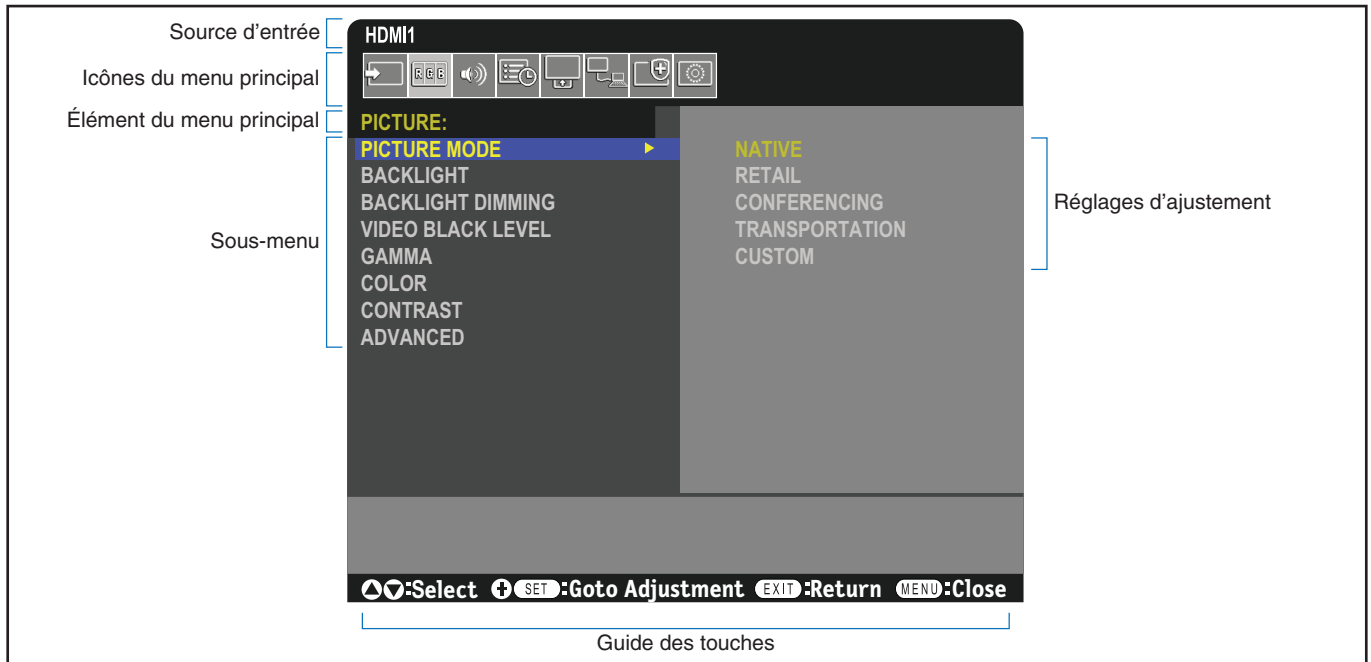 Source d'entrée
HDMI1
Icônes du menu principal
RGB
Élément du menu principal
PICTURE:
PICTURE MODE
NATIVE
BACKLIGHT
RETAIL
BACKLIGHT DIMMING
CONFERENCING
Réglages d'ajustement
VIDEO BLACK LEVEL
TRANSPORTATION
Sous-menu
GAMMA
CUSTOM
COLOR
CONTRAST
ADVANCED
:Select SET:Goto Adjustment EXIT:Return MENU:Close
Guide des touches